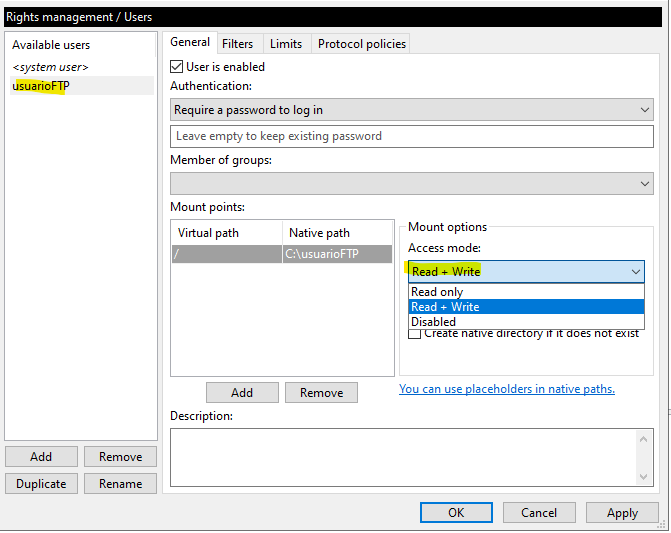 Rights management / Users
Available users
<system user>
usuarioFTP
Add
Remove
Duplicate
Rename
General
Filters
Limits
Protocol policies
User is enabled
Authentication:
Require a password to log in
Leave empty to keep existing password
Member of groups:
Mount points:
Virtual path
Native path
/
C:\usuarioFTP
Add
Remove
Mount options
Access mode:
Read + Write
Read only
Read + Write
Disabled
Create native directory if it does not exist
You can use placeholders in native paths.
Description:
OK
Cancel
Apply